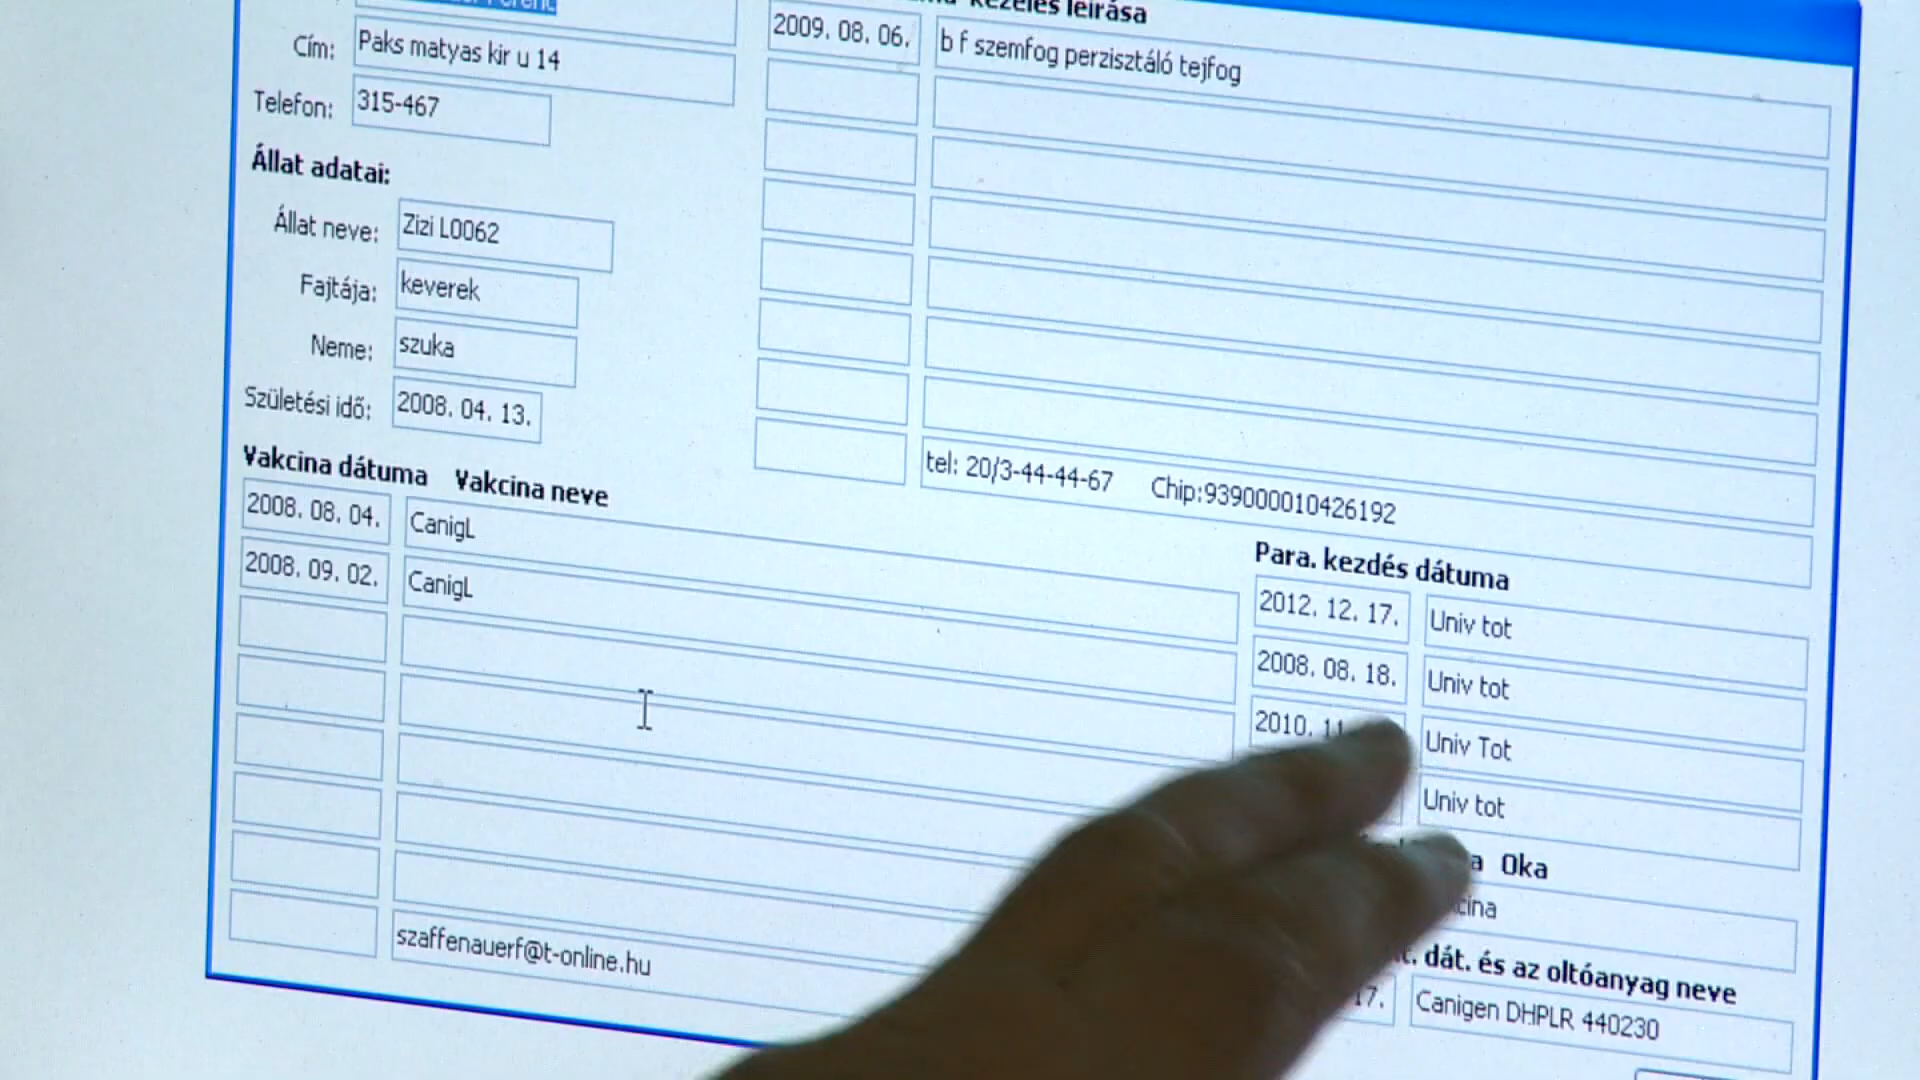 kezelés leírása
Cím: Paks matyas kir u 14
2009. 08. 06. b f szemfog perzisztáló tejfog
Telefon: 315-467
Állat adatai:
Állat neve: Zizi L0062
Fajtája: keverek
Neme: szuka
Születési idő: 2008. 04. 13.
tel: 20/3-44-44-67 Chip:939000010426192
Vakcina dátuma Vakcina neve
2008. 08. 04. CanigL
2008. 09. 02. CanigL
szaffenauerf@t-online.hu
Para. kezdés dátuma
2012. 12. 17. Univ tot
2008. 08. 18. Univ tot
2010. 11 Univ Tot
Univ tot
Oka
dát. és az oltóanyag neve
17. Canigen DHPLR 440230